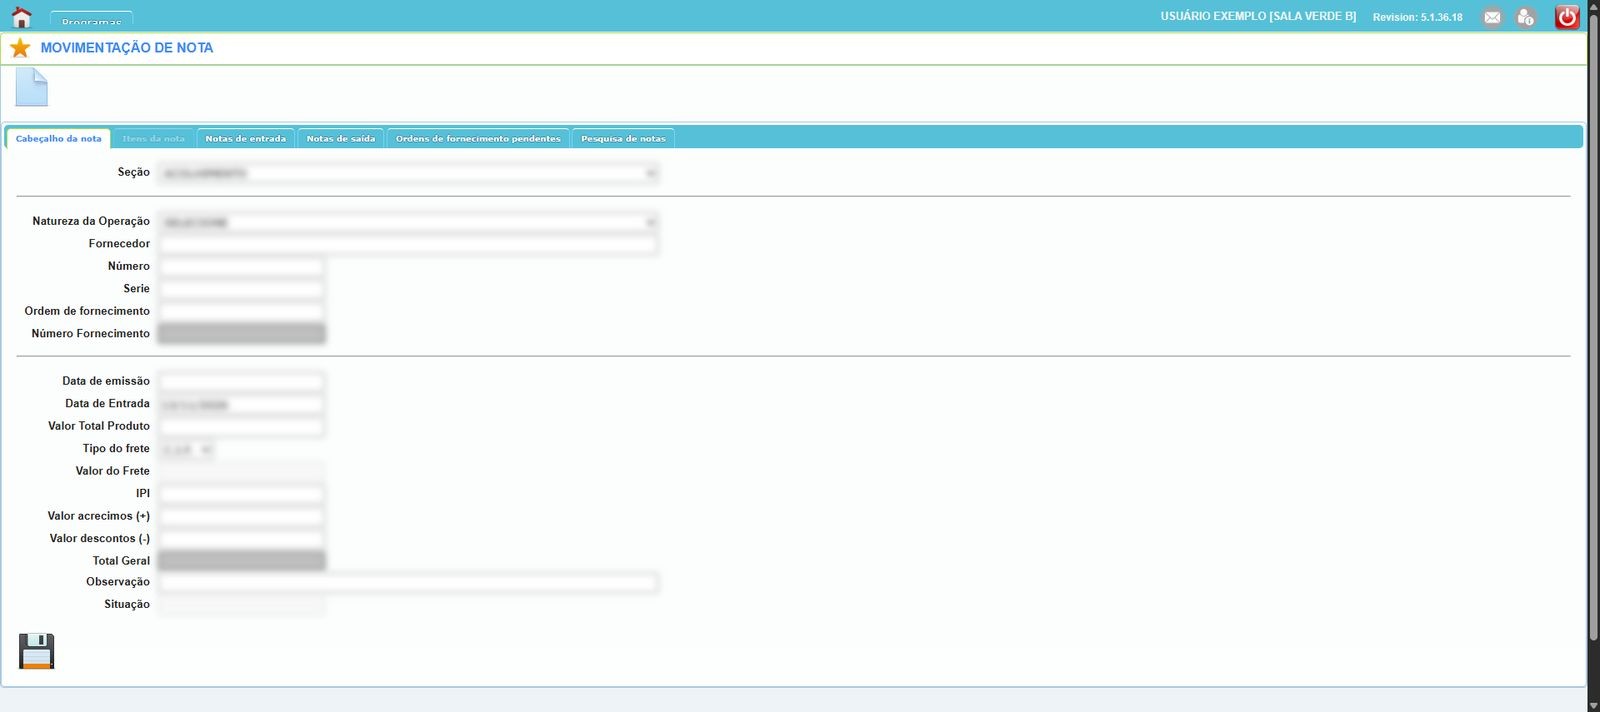 Programas
USUÁRIO EXEMPLO [SALA VERDE B] Revision: 5.1.36.18
MOVIMENTAÇÃO DE NOTA
Cabeçalho da nota Itens da nota Notas de entrada Notas de saída Ordens de fornecimento pendentes Pesquisa de notas
Seção
Natureza da Operação
Fornecedor
Número
Serie
Ordem de fornecimento
Número Fornecimento
Data de emissão
Data de Entrada
Valor Total Produto
Tipo do frete
Valor do Frete
IPI
Valor acrecimos (+)
Valor descontos (-)
Total Geral
Observação
Situação